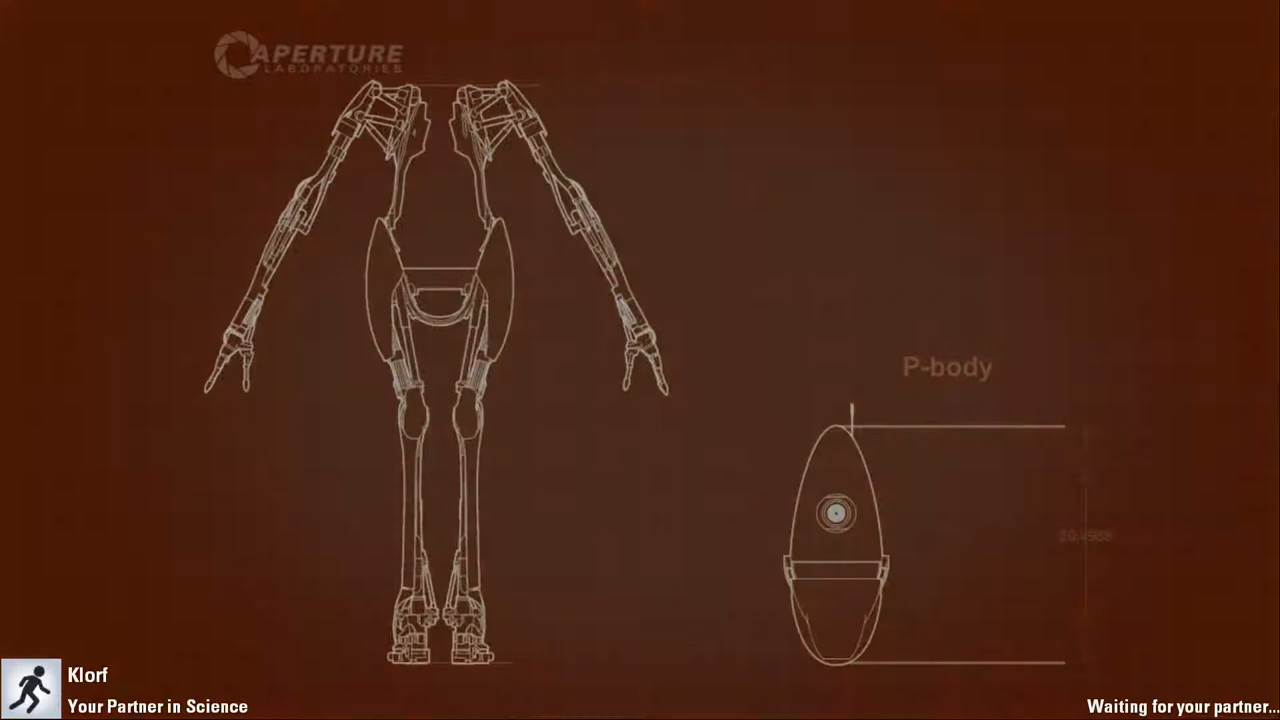 APERTURE
LABORATORIES
P-body
Klorf
Your Partner in Science
Waiting for your partner...